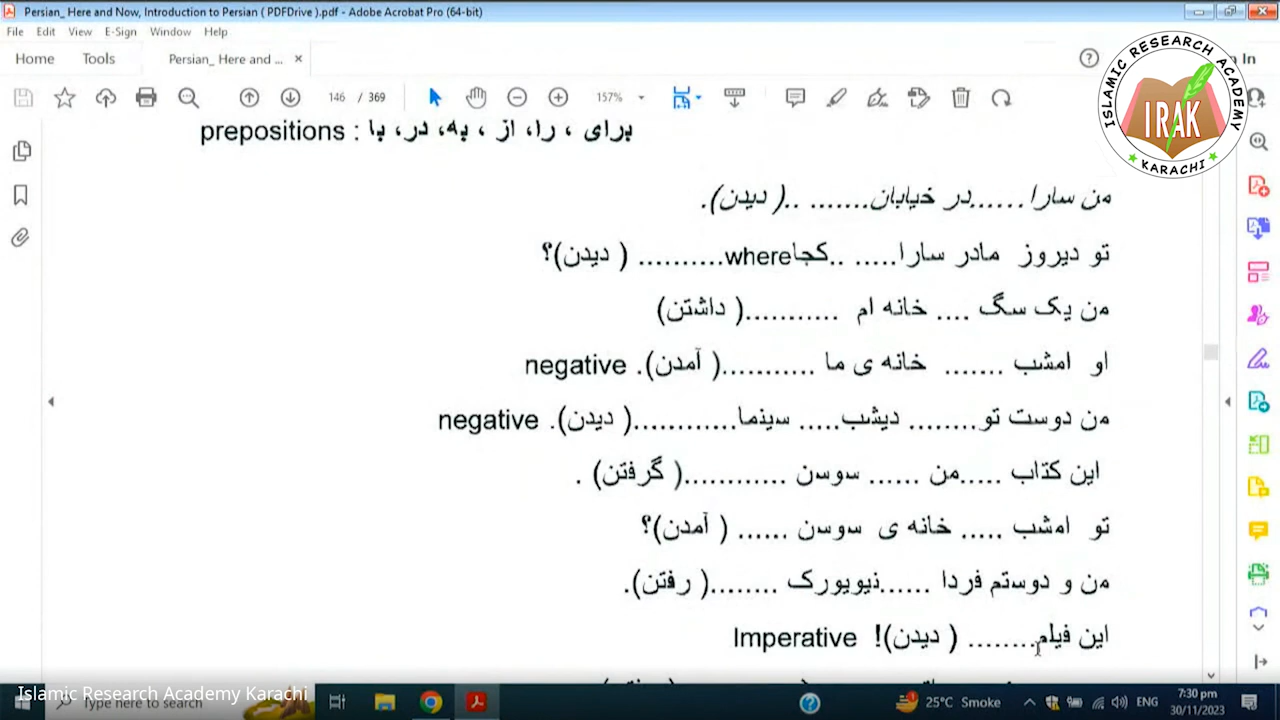 Persian_ Here and Now, Introduction to Persian ( PDFDrive ).pdf - Adobe Acrobat Pro (64-bit)
File Edit View E-Sign Window Help
Home Tools Persian_ Here and ... × In
146 / 369 157%
ISLAMIC RESEARCH ACADEMY
IRAK
KARACHI
prepositions : برای ، را، از ، به، در، با
من سارا ......در خیابان....... ..( دیدن).
تو دیروز مادر سارا..... ..کجاwhere.......... ( دیدن)؟
من یک سگ .... خانه ام ...........( داشتن)
او امشب ....... خانه ی ما ...........( آمدن). negative
من دوست تو........ دیشب..... سینما............( دیدن). negative
این کتاب .....من ...... سوسن ............( گرفتن) .
تو امشب ..... خانه ی سوسن ...... ( آمدن)؟
من و دوستم فردا ......نیویورک ........( رفتن).
این فیلم........ ( دیدن)! Imperative
Islamic Research Academy Karachi
Type here to search
25°C Smoke ENG 7:30 pm
30/11/2023